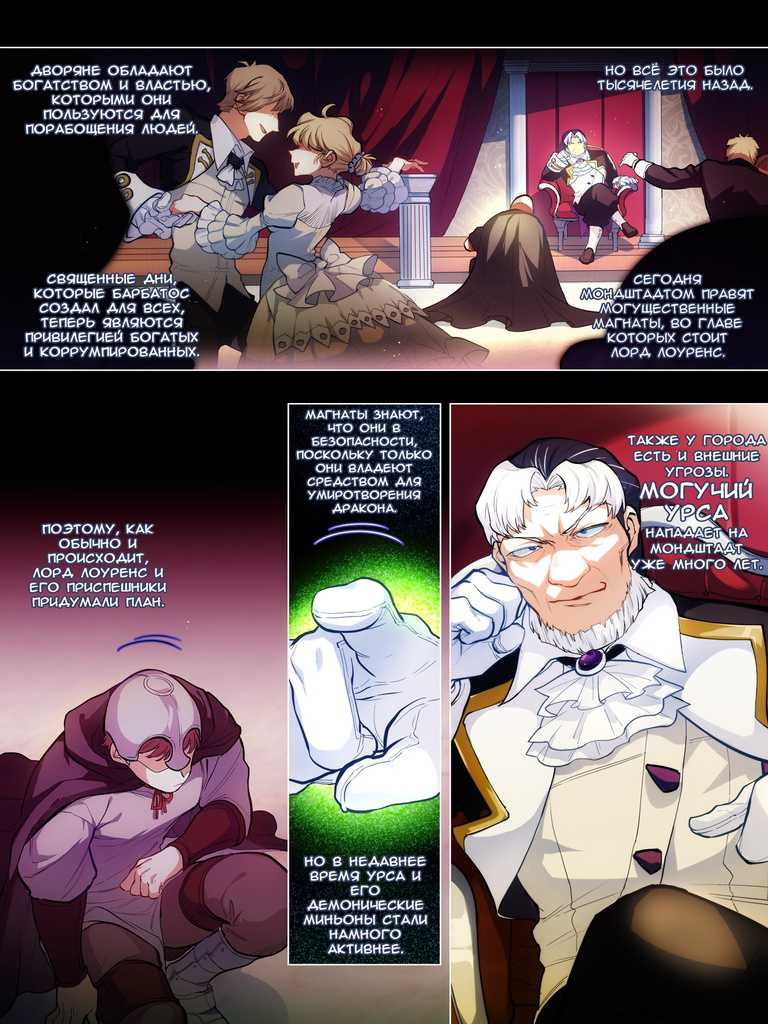 ДВОРЯНЕ ОБЛАДАЮТ
БОГАТСТВОМ И ВЛАСТЬЮ,
КОТОРЫМИ ОНИ
ПОЛЬЗУЮТСЯ ДЛЯ
ПОРАБОЩЕНИЯ ЛЮДЕЙ.
НО ВСЁ ЭТО БЫЛО
ТЫСЯЧЕЛЕТИЯ НАЗАД.
СВЯЩЕННЫЕ ДНИ,
КОТОРЫЕ БАРБАТОС
СОЗДАЛ ДЛЯ ВСЕХ,
ТЕПЕРЬ ЯВЛЯЮТСЯ
ПРИВИЛЕГИЕЙ БОГАТЫХ
И КОРРУМПИРОВАННЫХ.
СЕГОДНЯ
МОНДШТАДТОМ ПРАВЯТ
МОГУЩЕСТВЕННЫЕ
МАГНАТЫ, ВО ГЛАВЕ
КОТОРЫХ СТОИТ
ЛОРД ЛОУРЕНС.
ТАКЖЕ У ГОРОДА
ЕСТЬ И ВНЕШНИЕ
УГРОЗЫ.
МОГУЧИЙ
УРСА
НАПАДАЕТ НА
МОНДШТАДТ
УЖЕ МНОГО ЛЕТ.
МАГНАТЫ ЗНАЮТ,
ЧТО ОНИ В
БЕЗОПАСНОСТИ,
ПОСКОЛЬКУ ТОЛЬКО
ОНИ ВЛАДЕЮТ
СРЕДСТВОМ ДЛЯ
УМИРОТВОРЕНИЯ
ДРАКОНА.
НО В НЕДАВНЕЕ
ВРЕМЯ УРСА И
ЕГО
ДЕМОНИЧЕСКИЕ
МИНЬОНЫ СТАЛИ
НАМНОГО
АКТИВНЕЕ.
ПОЭТОМУ, КАК
ОБЫЧНО И
ПРОИСХОДИТ,
ЛОРД ЛОУРЕНС И
ЕГО ПРИСПЕШНИКИ
ПРИДУМАЛИ ПЛАН.